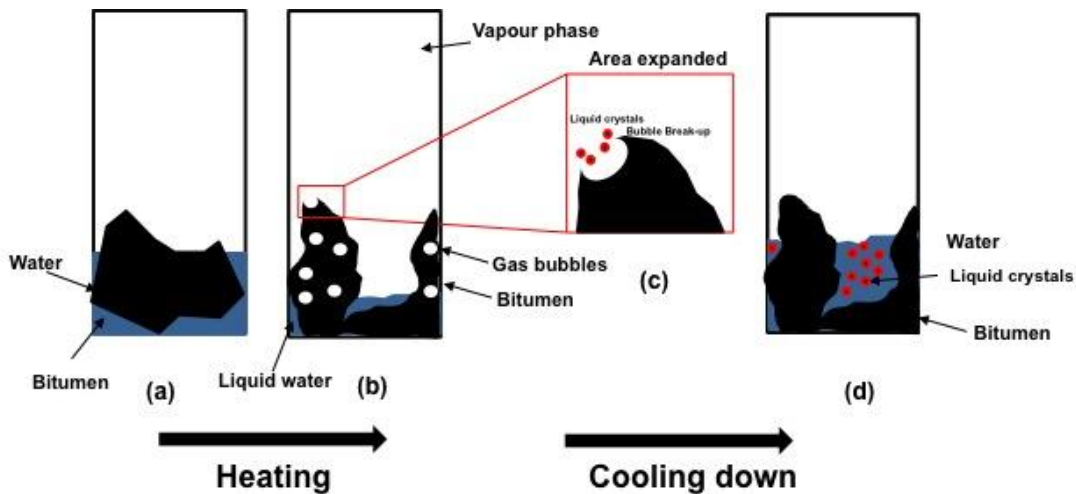 Vapour phase
Area expanded
Liquid crystals
Bubble Break-up
Water
Gas bubbles
Bitumen
(c)
Water
Liquid crystals
Bitumen
Bitumen
(a)
Liquid water
(b)
(d)
Heating
Cooling down